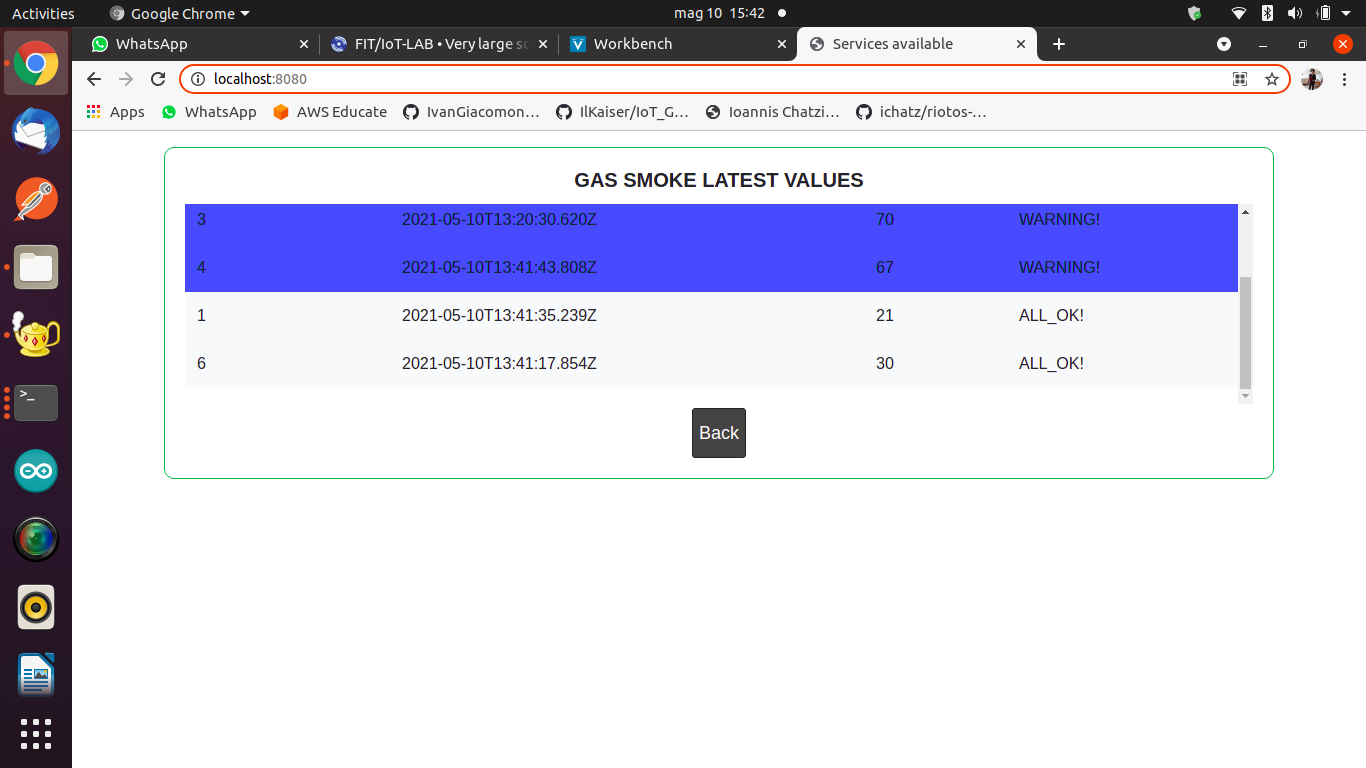 Activities Google Chrome mag 10 15:42
WhatsApp FIT/IoT-LAB • Very large sc Workbench Services available
localhost:8080
Apps WhatsApp AWS Educate IvanGiacomon… IlKaiser/IoT_G… Ioannis Chatzi… ichatz/riotos-…
GAS SMOKE LATEST VALUES
3 2021-05-10T13:20:30.620Z 70 WARNING!
4 2021-05-10T13:41:43.808Z 67 WARNING!
1 2021-05-10T13:41:35.239Z 21 ALL_OK!
6 2021-05-10T13:41:17.854Z 30 ALL_OK!
Back
>_